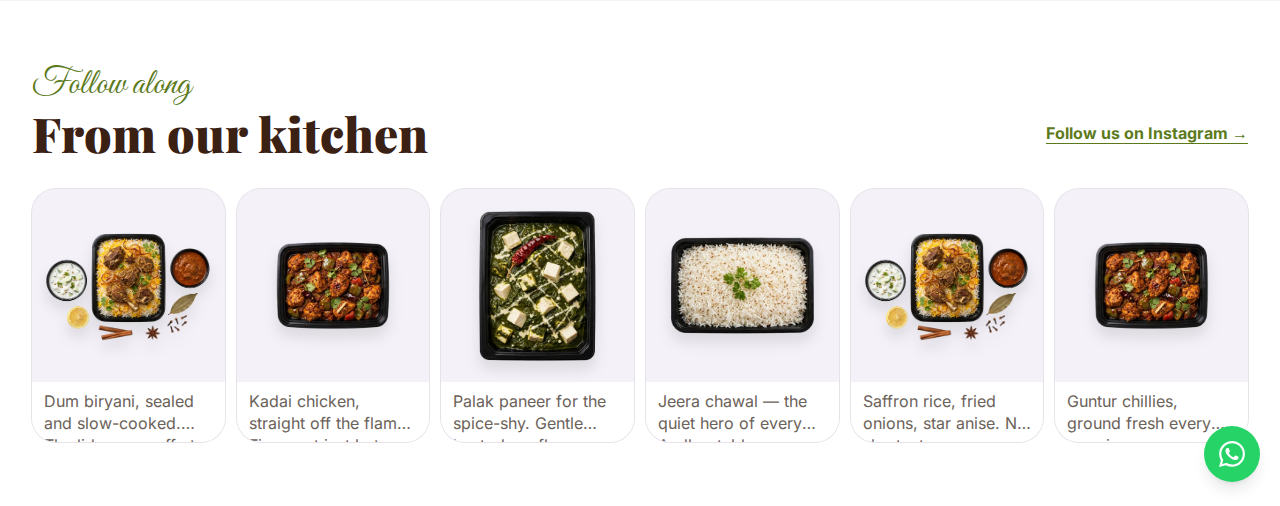 Follow along
From our kitchen
Follow us on Instagram →
Dum biryani, sealed
and slow-cooked....
Kadai chicken,
straight off the flam...
Palak paneer for the
spice-shy. Gentle...
Jeera chawal — the
quiet hero of every...
Saffron rice, fried
onions, star anise. N...
Guntur chillies,
ground fresh every...